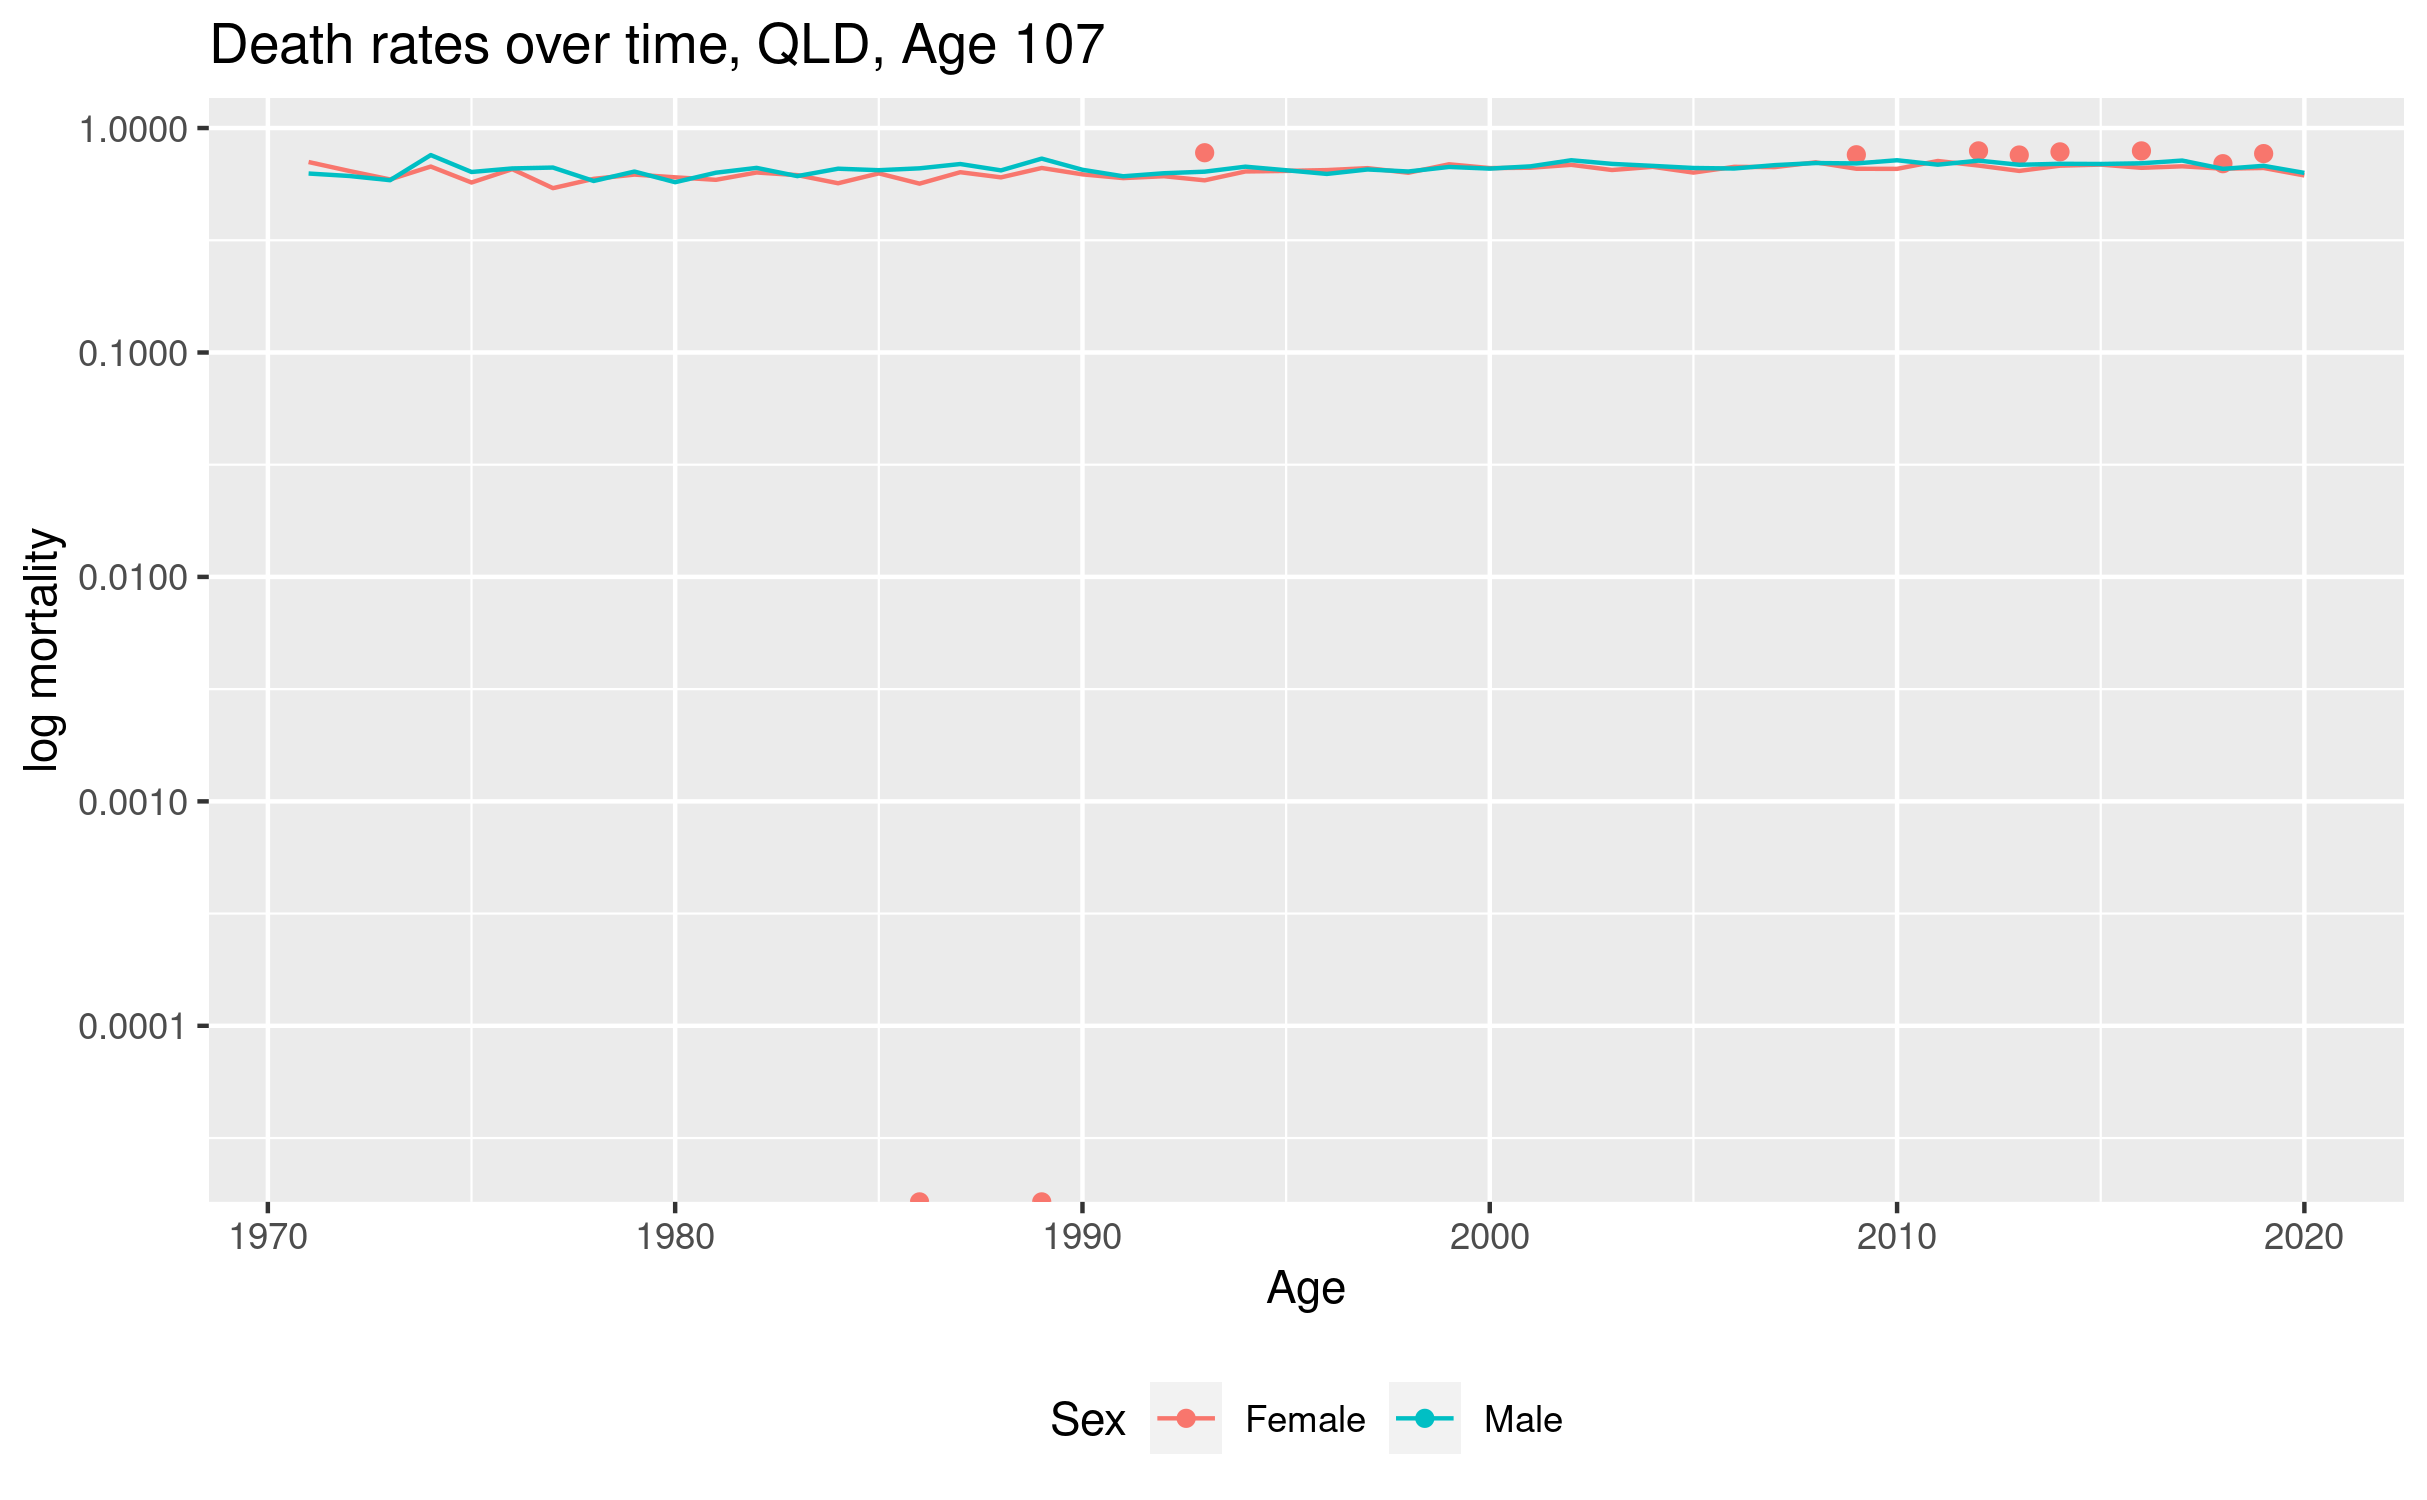 Death rates over time, QLD, Age 107
log mortality
1.0000
0.1000
0.0100
0.0010
0.0001
1970 1980 1990 2000 2010 2020
Age
Sex Female Male